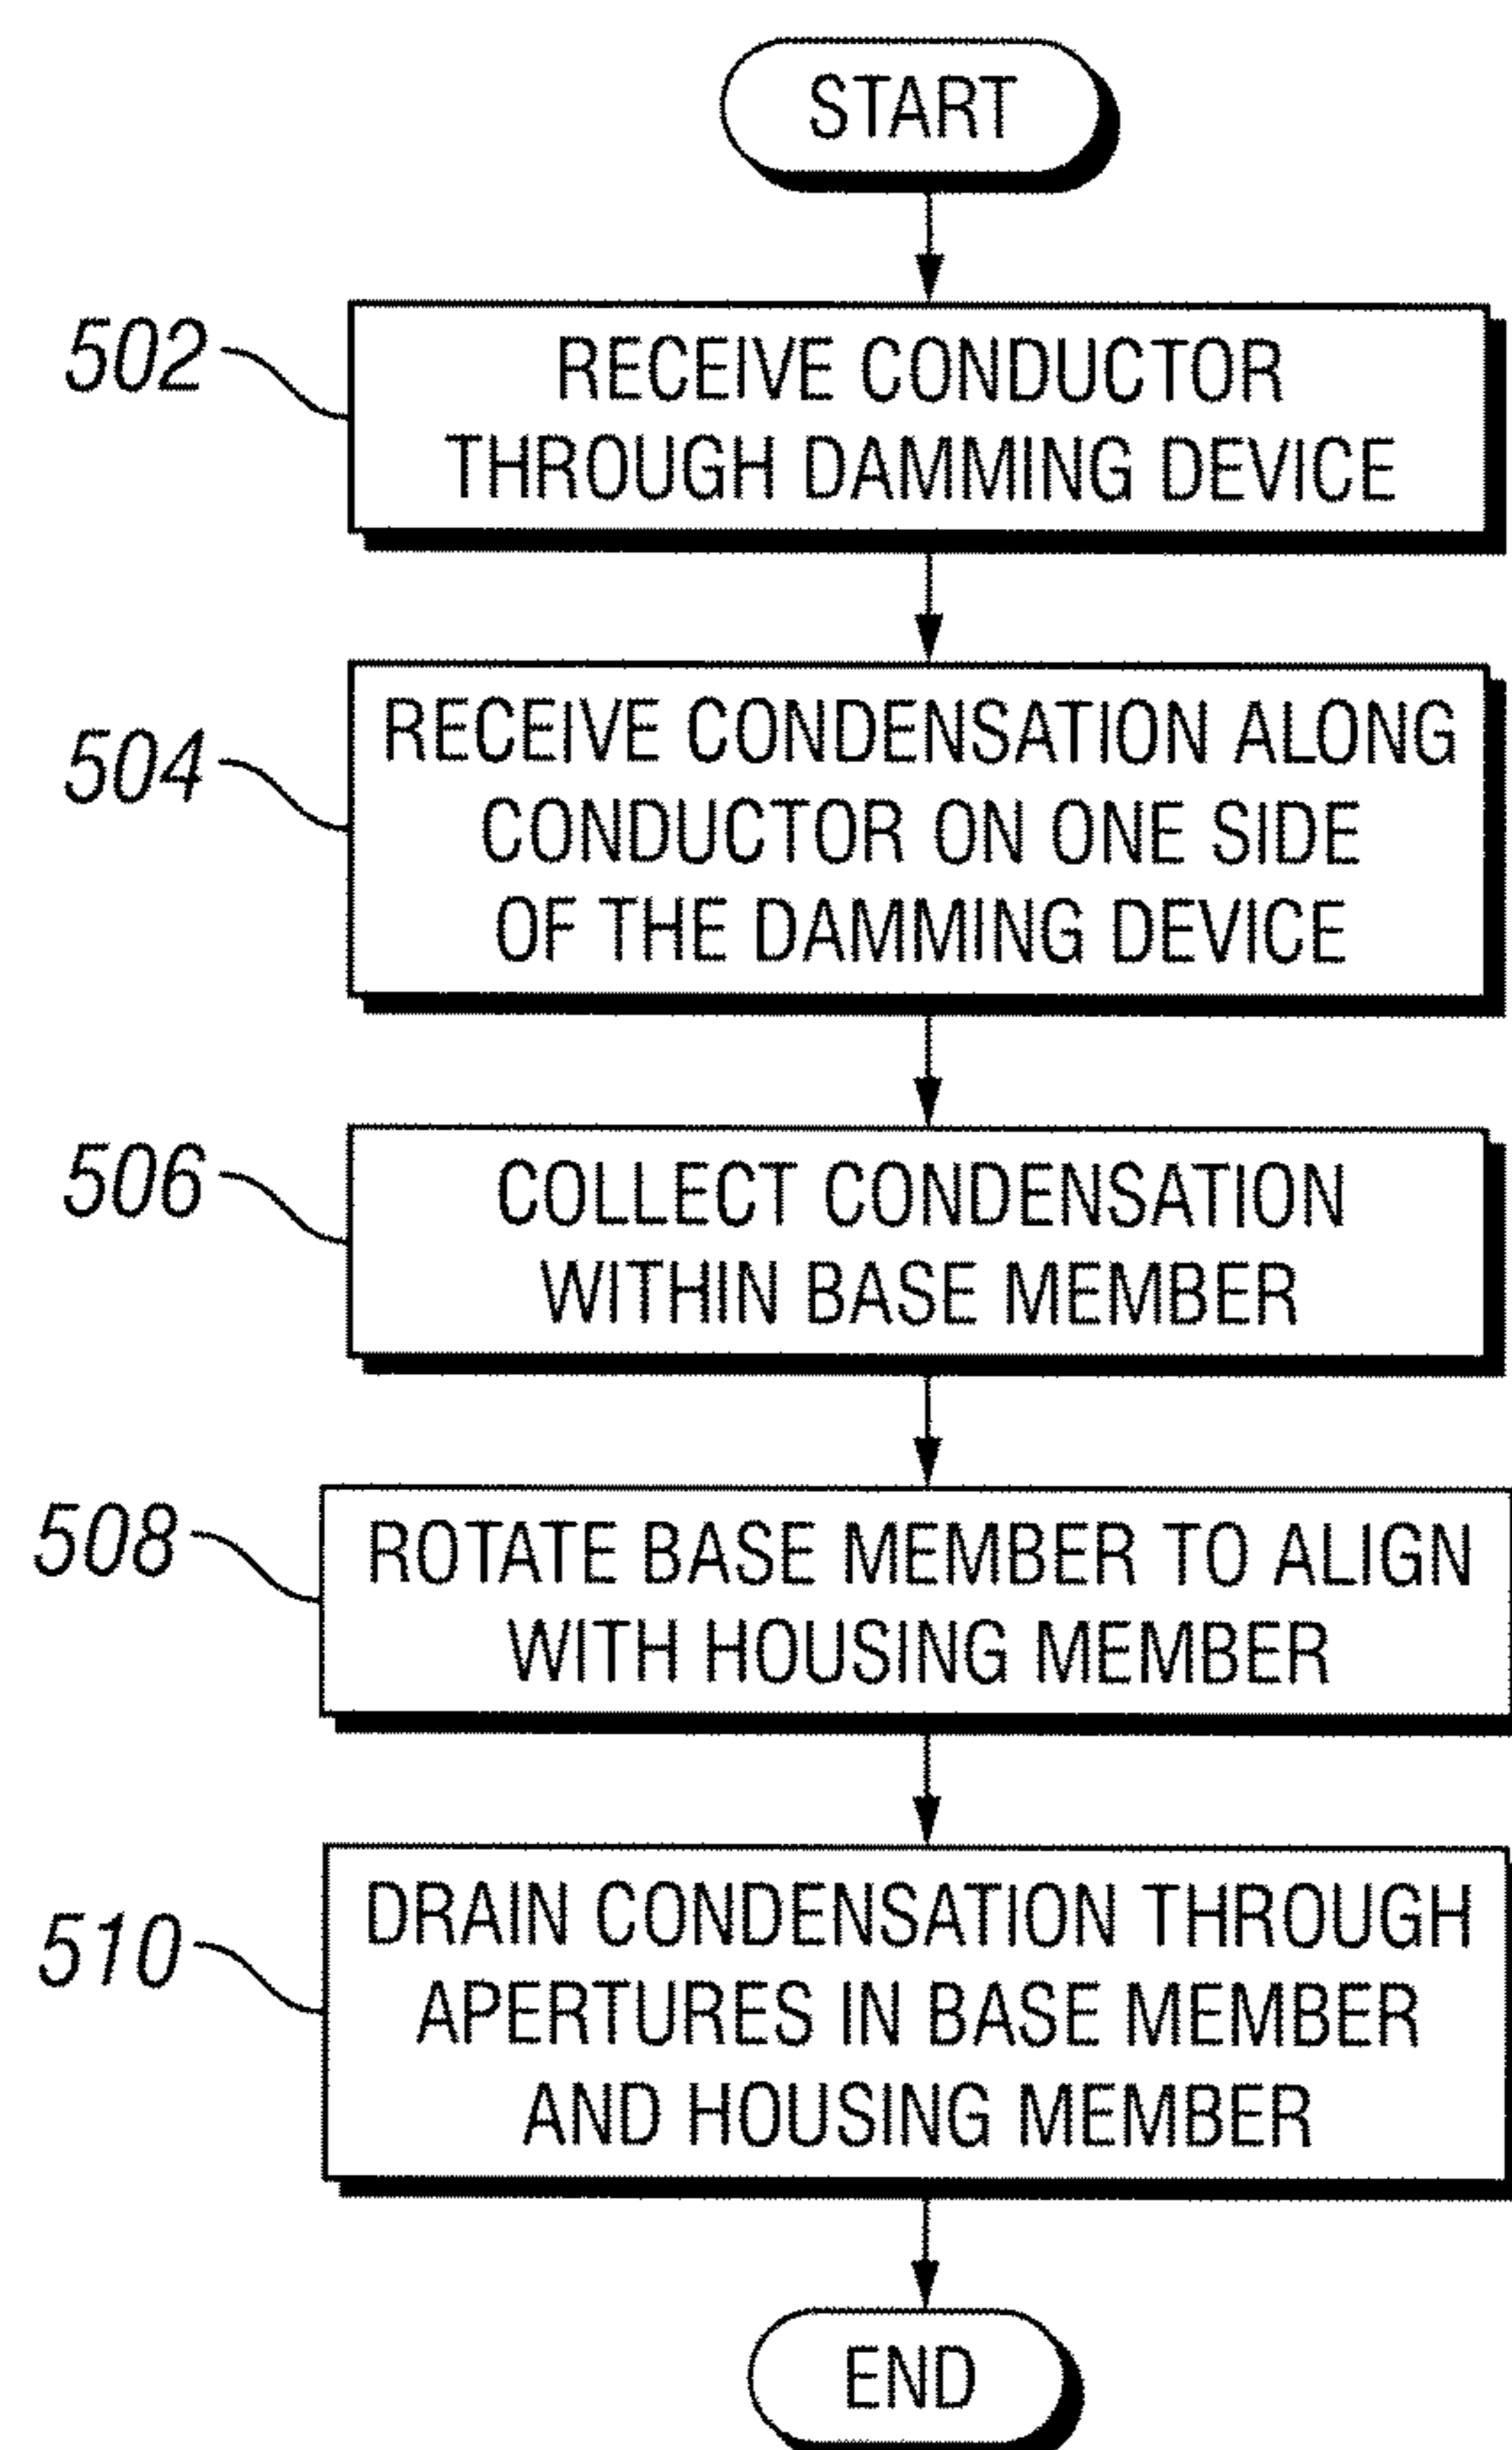 START
502
RECEIVE CONDUCTOR
THROUGH DAMMING DEVICE
504
RECEIVE CONDENSATION ALONG
CONDUCTOR ON ONE SIDE
OF THE DAMMING DEVICE
506
COLLECT CONDENSATION
WITHIN BASE MEMBER
508
ROTATE BASE MEMBER TO ALIGN
WITH HOUSING MEMBER
510
DRAIN CONDENSATION THROUGH
APERTURES IN BASE MEMBER
AND HOUSING MEMBER
END